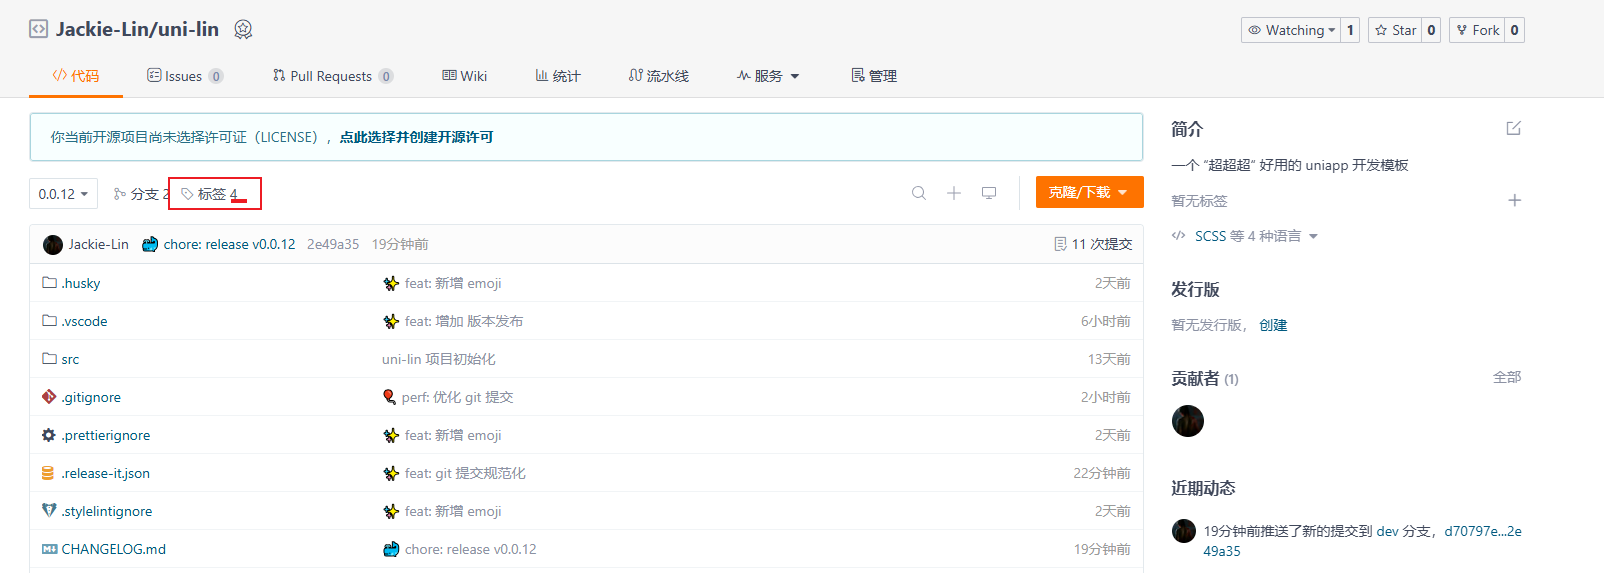 Jackie-Lin/uni-lin
Watching 1 Star 0 Fork 0
代码 Issues 0 Pull Requests 0 Wiki 统计 流水线 服务 管理
你当前开源项目尚未选择许可证（LICENSE），点此选择并创建开源许可
0.0.12 分支 2 标签 4 克隆/下载
Jackie-Lin chore: release v0.0.12 2e49a35 19分钟前 11 次提交
.husky feat: 新增 emoji 2天前
.vscode feat: 增加 版本发布 6小时前
src uni-lin 项目初始化 13天前
.gitignore perf: 优化 git 提交 2小时前
.prettierignore feat: 新增 emoji 2天前
.release-it.json feat: git 提交规范化 22分钟前
.stylelintignore feat: 新增 emoji 2天前
CHANGELOG.md chore: release v0.0.12 19分钟前
简介
一个 “超超超” 好用的 uniapp 开发模板
暂无标签
SCSS 等 4 种语言
发行版
暂无发行版，创建
贡献者 (1) 全部
近期动态
19分钟前推送了新的提交到 dev 分支，d70797e...2e
49a35